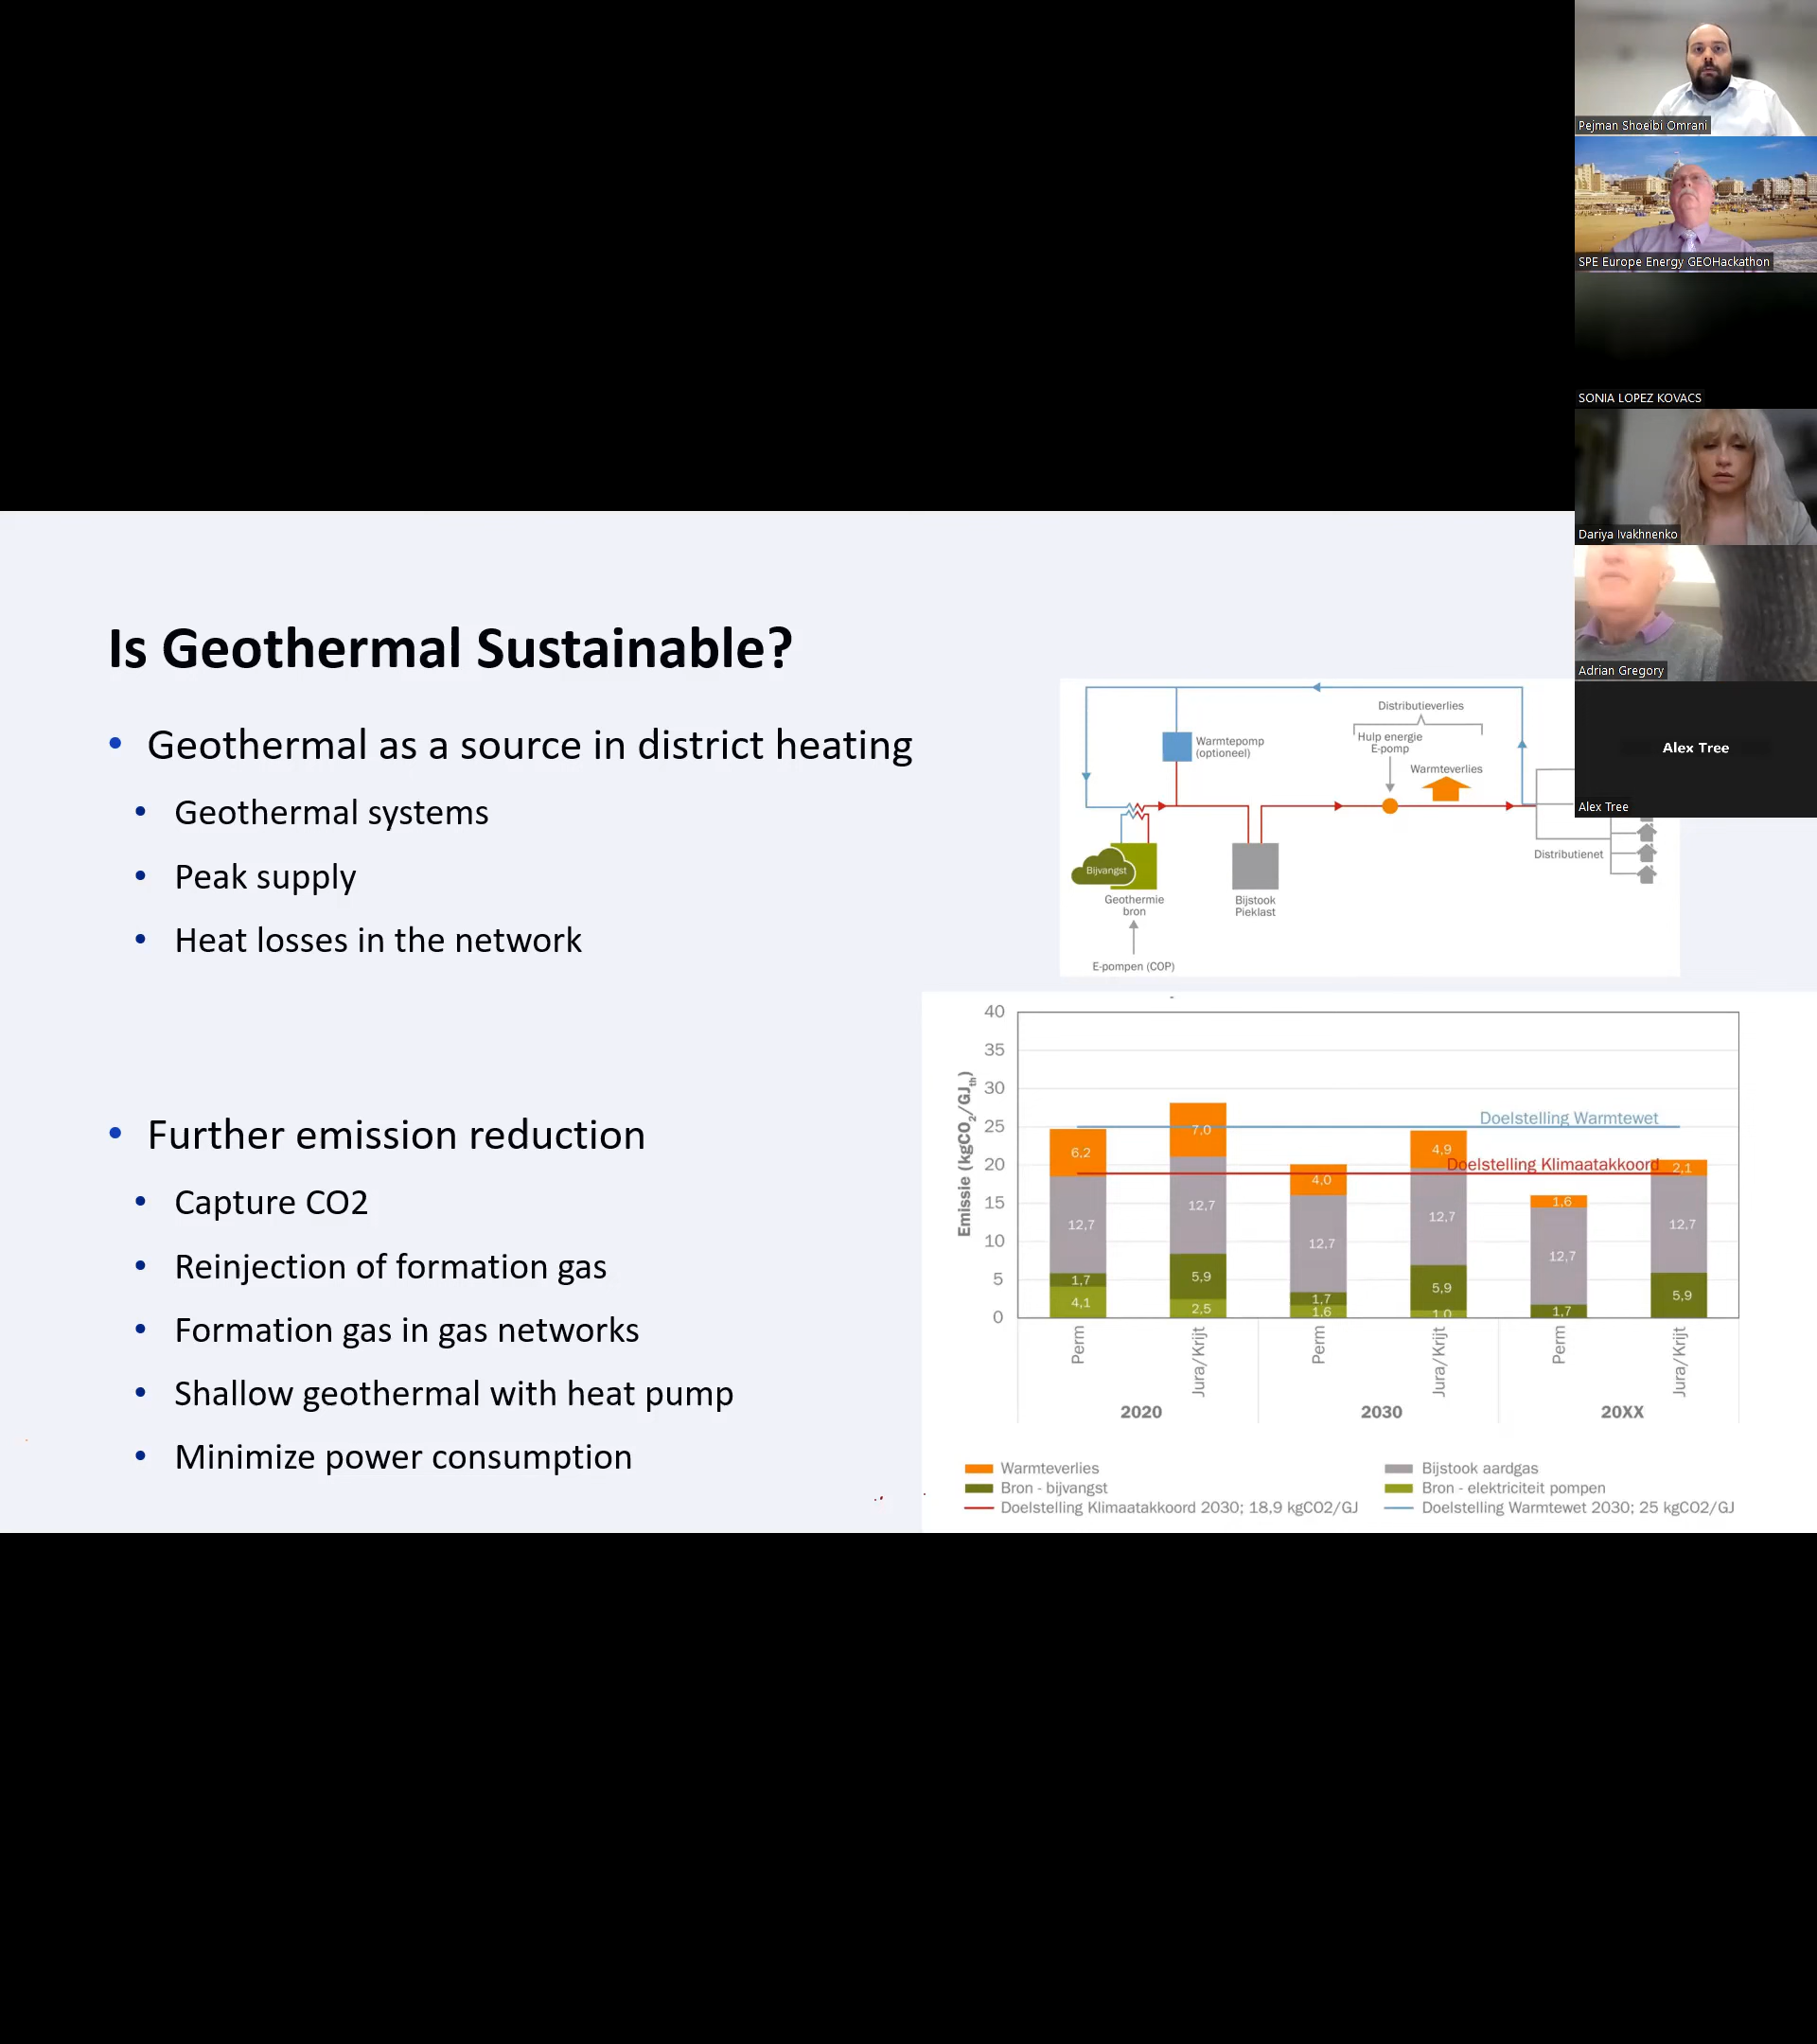 Pejman Shoeibi Omrani
SPE Europe Energy GEOHackathon
SONIA LOPEZ KOVACS
Dariya Ivakhnenko
Adrian Gregory
Alex Tree
Alex Tree
Is Geothermal Sustainable?
• Geothermal as a source in district heating
• Geothermal systems
• Peak supply
• Heat losses in the network
• Further emission reduction
• Capture CO2
• Reinjection of formation gas
• Formation gas in gas networks
• Shallow geothermal with heat pump
• Minimize power consumption
Distributieverlies
Hulp energie
E-pomp
Warmtepomp
(optioneel)
Warmteverlies
Bijvangst
Geothermie
bron
Bijstook
Pieklast
Distributienet
E-pompen (COP)
Emissie (kgCO2/GJth)
40
35
30
25
20
15
10
5
0
Doelstelling Warmtewet
Doelstelling Klimaatakkoord
6,2
12,7
1,7
4,1
7,0
12,7
5,9
2,5
4,0
12,7
1,7
1,6
4,9
12,7
5,9
1,0
1,6
12,7
1,7
2,1
12,7
5,9
Perm
Jura/Krijt
Perm
Jura/Krijt
Perm
Jura/Krijt
2020
2030
20XX
Warmteverlies
Bijstook aardgas
Bron - bijvangst
Bron - elektriciteit pompen
Doelstelling Klimaatakkoord 2030; 18,9 kgCO2/GJ
Doelstelling Warmtewet 2030; 25 kgCO2/GJ